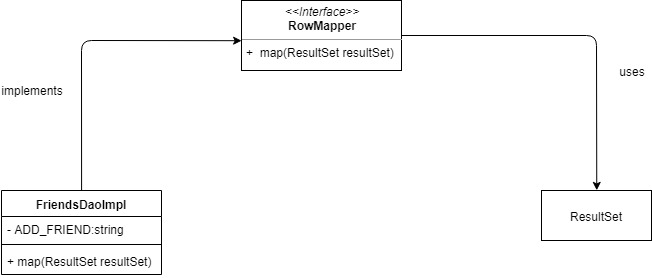 <<Interface>>
RowMapper
+ map(ResultSet resultSet)
implements
uses
FriendsDaoImpl
- ADD_FRIEND:string
+ map(ResultSet resultSet)
ResultSet